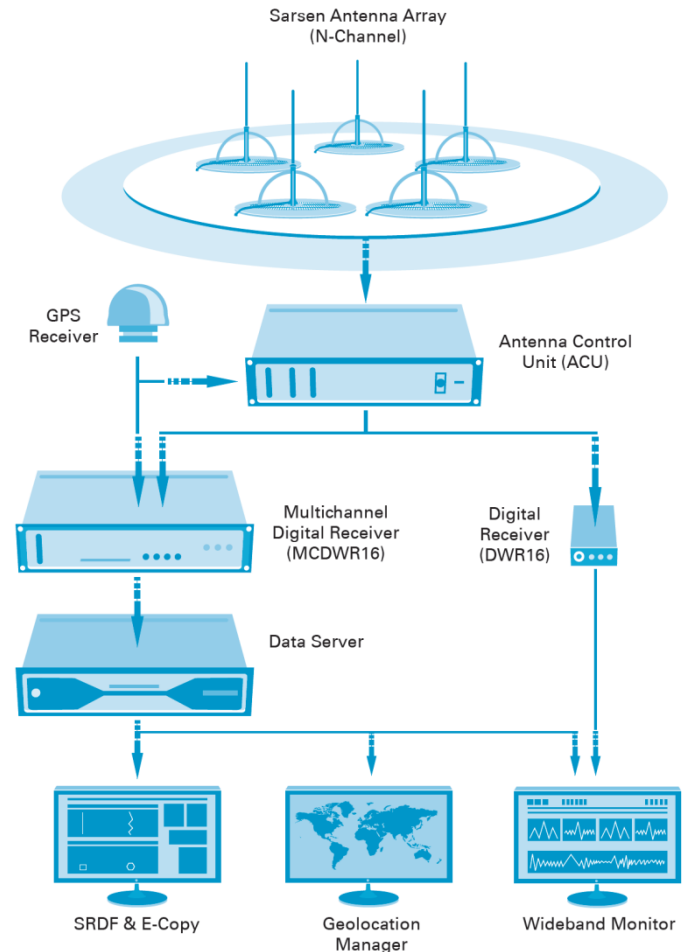 Sarsen Antenna Array
(N-Channel)
GPS
Receiver
Antenna Control
Unit (ACU)
Multichannel
Digital Receiver
(MCDWR16)
Digital
Receiver
(DWR16)
Data Server
SRDF & E-Copy
Geolocation
Manager
Wideband Monitor